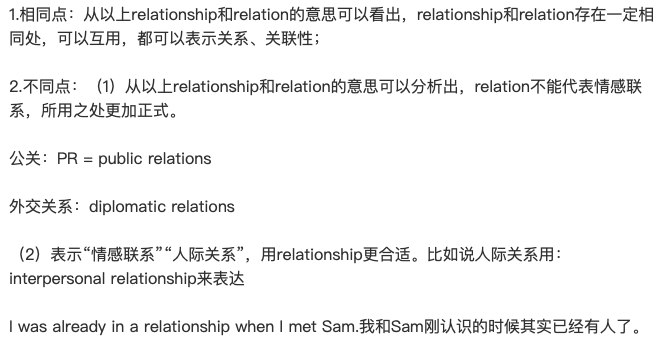 1.相同点：从以上relationship和relation的意思可以看出，relationship和relation存在一定相
同处，可以互用，都可以表示关系、关联性；
2.不同点：（1）从以上relationship和relation的意思可以分析出，relation不能代表情感联
系，所用之处更加正式。
公关：PR = public relations
外交关系：diplomatic relations
（2）表示“情感联系”“人际关系”，用relationship更合适。比如说人际关系用：
interpersonal relationship来表达
I was already in a relationship when I met Sam.我和Sam刚认识的时候其实已经有人了。